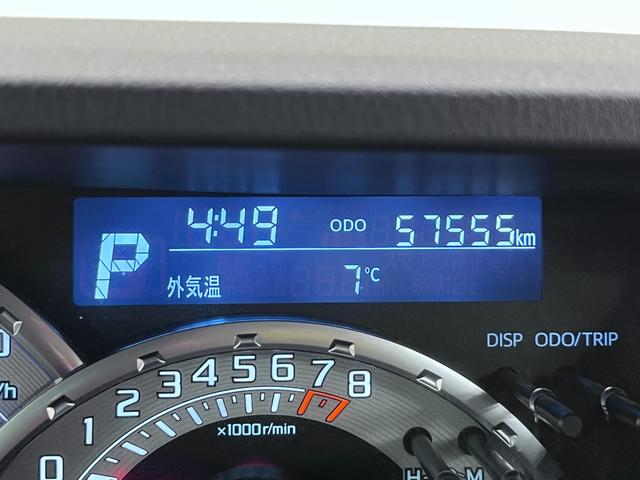 4:49 ODO 57555km
P
外気温 7°C
DISP ODO/TRIP
0 1 2 3 4 5 6 7 8
x1000r/min
0
/h
H M